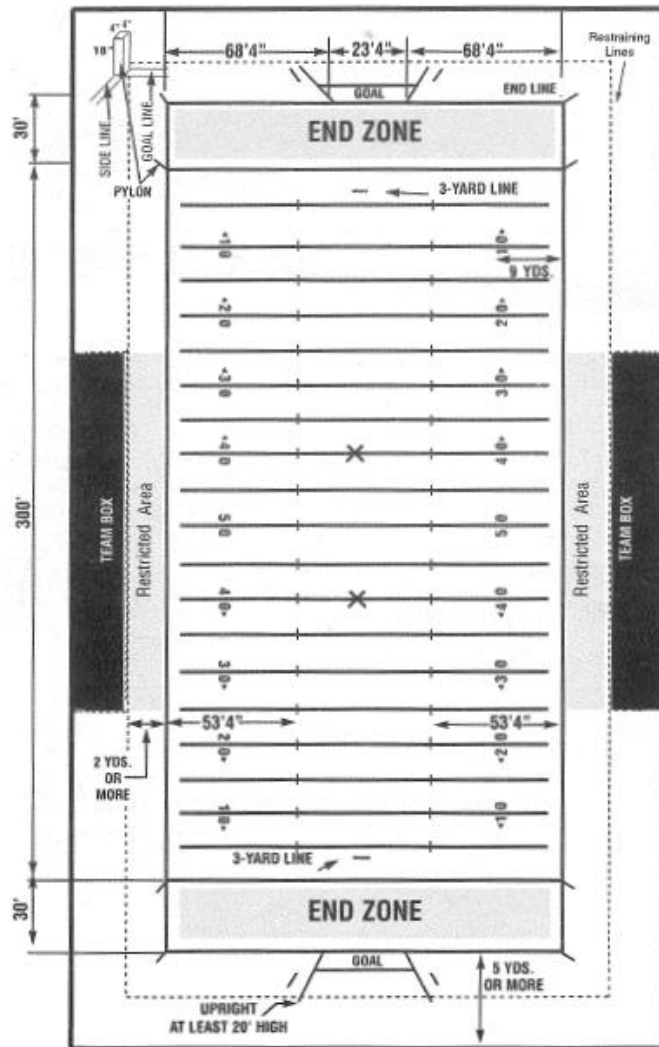 4" 4"
18"
68'4" 23'4" 68'4"
Restraining
Lines
GOAL
END LINE
30'
SIDE LINE
GOAL LINE
END ZONE
PYLON
3-YARD LINE
10 10
9 YDS.
20 20
30 30
40 40
300'
TEAM BOX
Restricted Area
50 50
Restricted Area
TEAM BOX
40 40
30 30
53'4" 53'4"
2 YDS.
OR
MORE
20 20
10 10
3-YARD LINE
30'
END ZONE
GOAL
5 YDS.
OR MORE
UPRIGHT
AT LEAST 20' HIGH